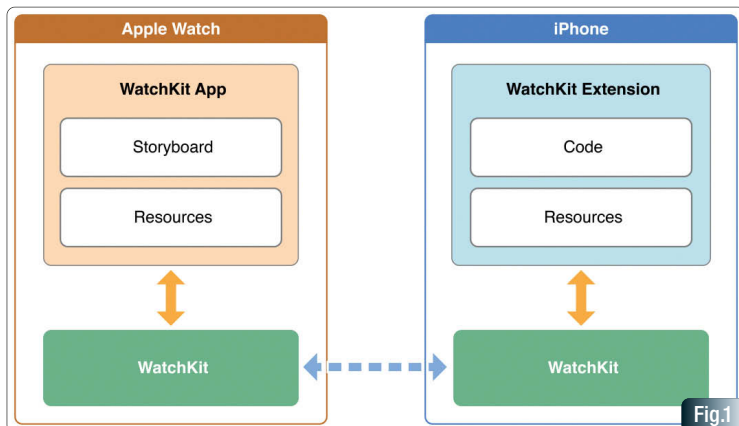 Apple Watch
WatchKit App
Storyboard
Resources
WatchKit
iPhone
WatchKit Extension
Code
Resources
WatchKit
Fig.1